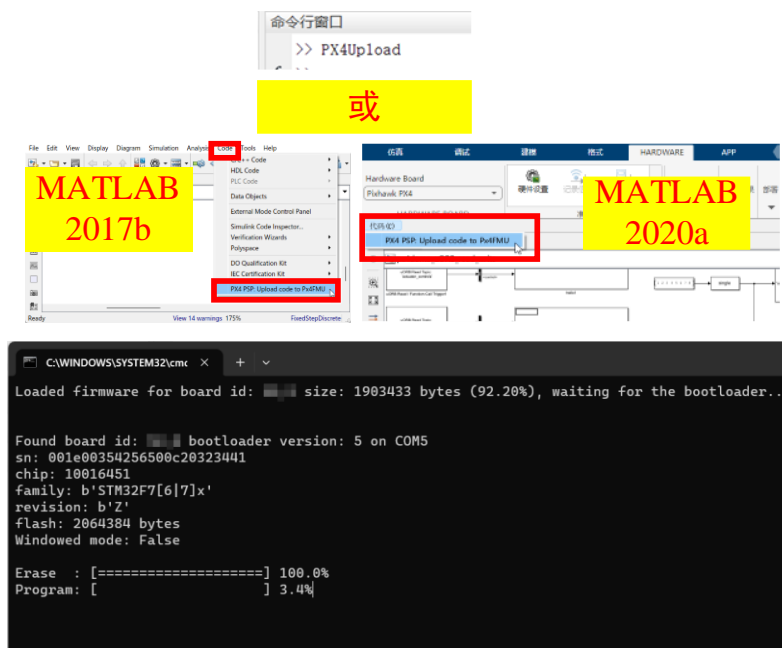 命令行窗口
>> PX4Upload
或
File Edit View Display Diagram Simulation Analysis Code Tools Help
C/C++ Code
HDL Code
PLC Code
Data Objects
External Mode Control Panel
Simulink Code Inspector...
Verification Wizards
Polyspace
DO Qualification Kit
IEC Certification Kit
PX4 PSP: Upload code to Px4FMU
Ready View 14 warnings 175% FixedStepDiscrete
MATLAB
2017b
仿真 调试 建模 格式 HARDWARE APP
Hardware Board
Pixhawk PX4
硬件设置
HARDWARE BOARD
代码(C)
PX4 PSP: Upload code to Px4FMU
single
MATLAB
2020a
C:\WINDOWS\SYSTEM32\cmc
Loaded firmware for board id: size: 1903433 bytes (92.20%), waiting for the bootloader..
Found board id: bootloader version: 5 on COM5
sn: 001e00354256500c20323441
chip: 10016451
family: b'STM32F7[6|7]x'
revision: b'Z'
flash: 2064384 bytes
Windowed mode: False
Erase : [====================] 100.0%
Program: [ ] 3.4%